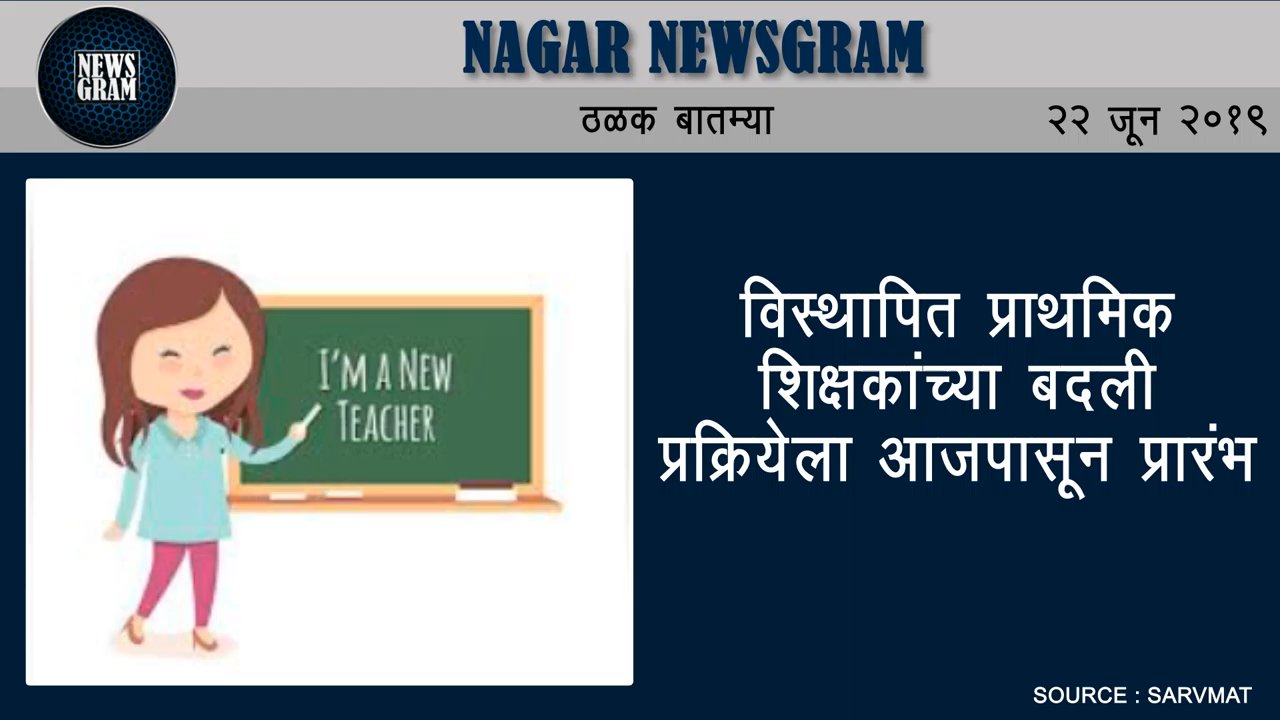 NEWS
GRAM
NAGAR NEWSGRAM
ठळक बातम्या
२२ जून २०१९
I'M A NEW
TEACHER
विस्थापित प्राथमिक
शिक्षकांच्या बदली
प्रक्रियेला आजपासून प्रारंभ
SOURCE : SARVMAT